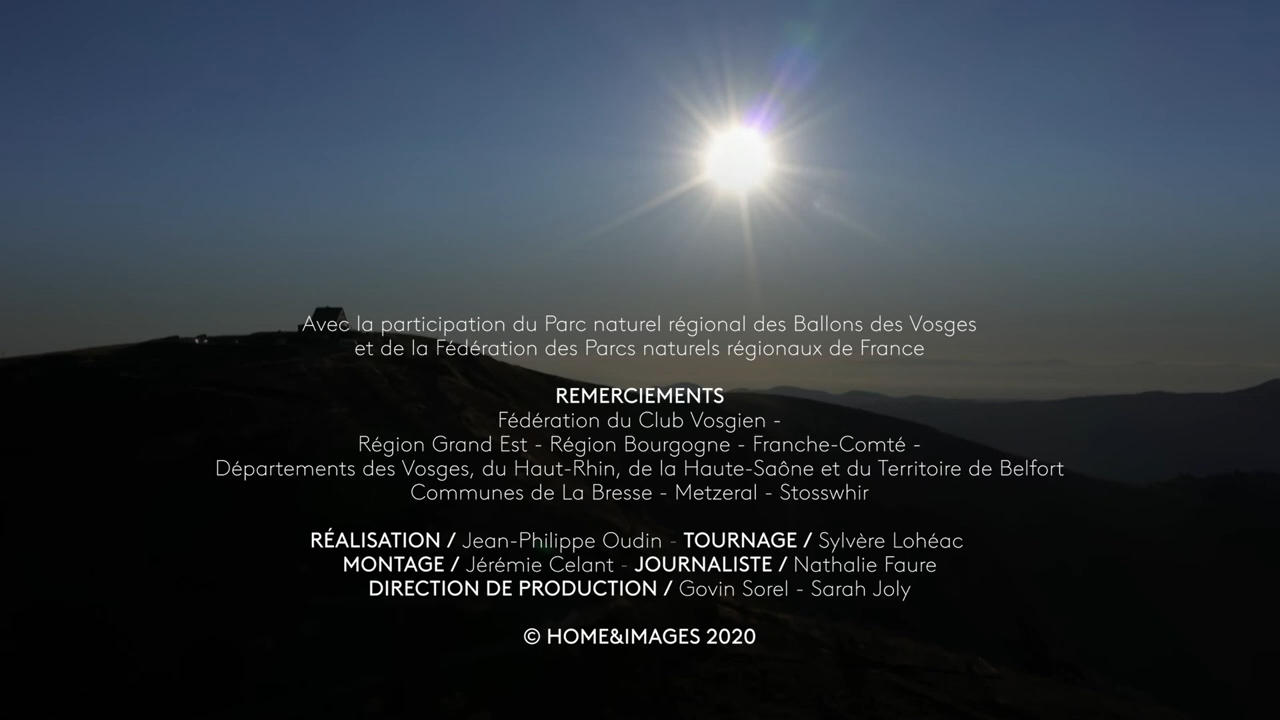 Avec la participation du Parc naturel régional des Ballons des Vosges
et de la Fédération des Parcs naturels régionaux de France
REMERCIEMENTS
Fédération du Club Vosgien -
Région Grand Est - Région Bourgogne - Franche-Comté -
Départements des Vosges, du Haut-Rhin, de la Haute-Saône et du Territoire de Belfort
Communes de La Bresse - Metzeral - Stosswhir
RÉALISATION / Jean-Philippe Oudin - TOURNAGE / Sylvère Lohéac
MONTAGE / Jérémie Celant - JOURNALISTE / Nathalie Faure
DIRECTION DE PRODUCTION / Govin Sorel - Sarah Joly
© HOME&IMAGES 2020